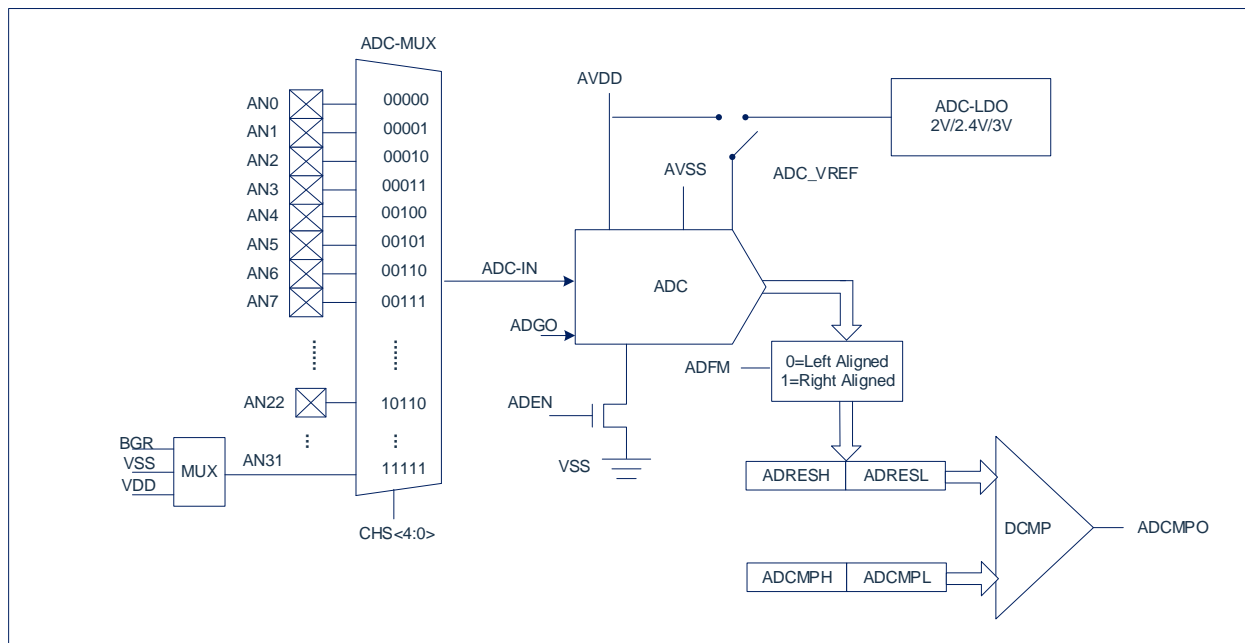 ADC-MUX
AN0
00000
AN1
00001
AN2
00010
AN3
00011
AN4
00100
AN5
00101
AN6
00110
AN7
00111
AN22
10110
BGR
VSS
VDD
MUX
AN31
11111
CHS<4:0>
AVDD
ADC-LDO
2V/2.4V/3V
AVSS
ADC_VREF
ADC-IN
ADC
ADGO
ADEN
VSS
ADFM
0=Left Aligned
1=Right Aligned
ADRESH
ADRESL
DCMP
ADCMPO
ADCMPH
ADCMPL